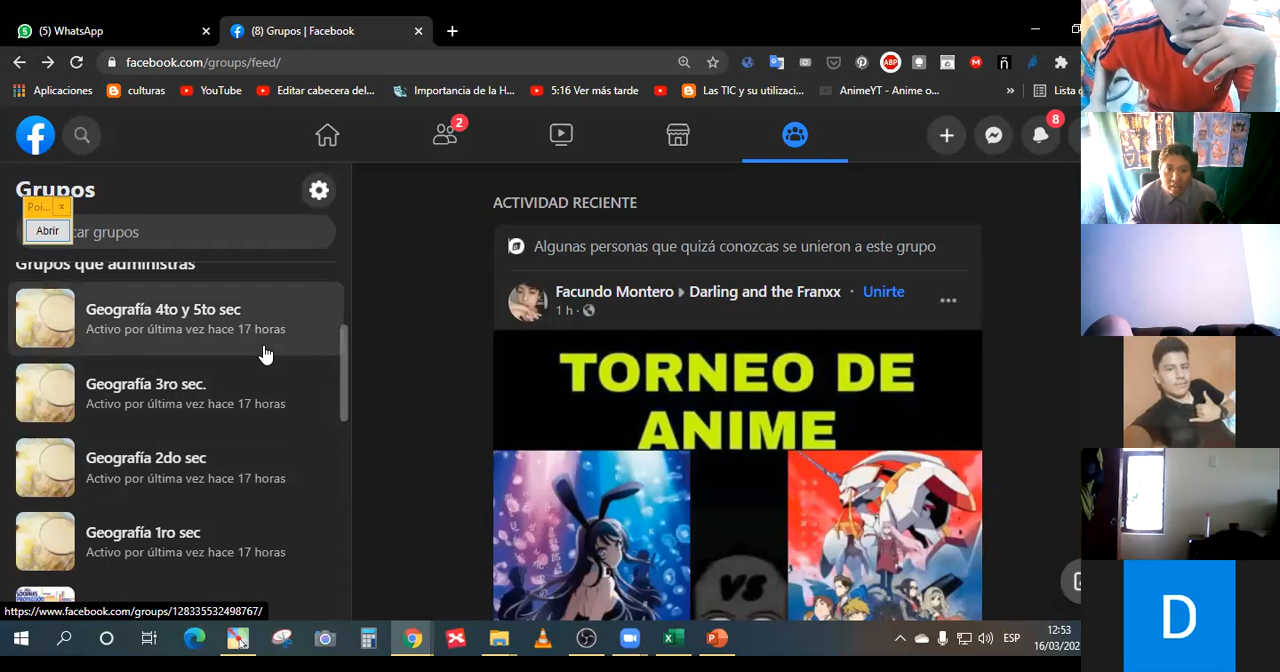 (5) WhatsApp
(8) Grupos | Facebook
facebook.com/groups/feed/
ABP
ñ
Aplicaciones
culturas
YouTube
Editar cabecera del...
Importancia de la H...
5:16 Ver más tarde
Las TIC y su utilizaci...
AnimeYT - Anime o...
»
Lista
2
8
Grupos
Poi...
x
Abrir
car grupos
Grupos que administras
Geografía 4to y 5to sec
Activo por última vez hace 17 horas
Geografía 3ro sec.
Activo por última vez hace 17 horas
Geografía 2do sec
Activo por última vez hace 17 horas
Geografía 1ro sec
Activo por última vez hace 17 horas
https://www.facebook.com/groups/128335532498767/
ACTIVIDAD RECIENTE
Algunas personas que quizá conozcas se unieron a este grupo
Facundo Montero Darling and the Franxx · Unirte
1 h ·
TORNEO DE
ANIME
VS
D
ESP
12:53
16/03/202